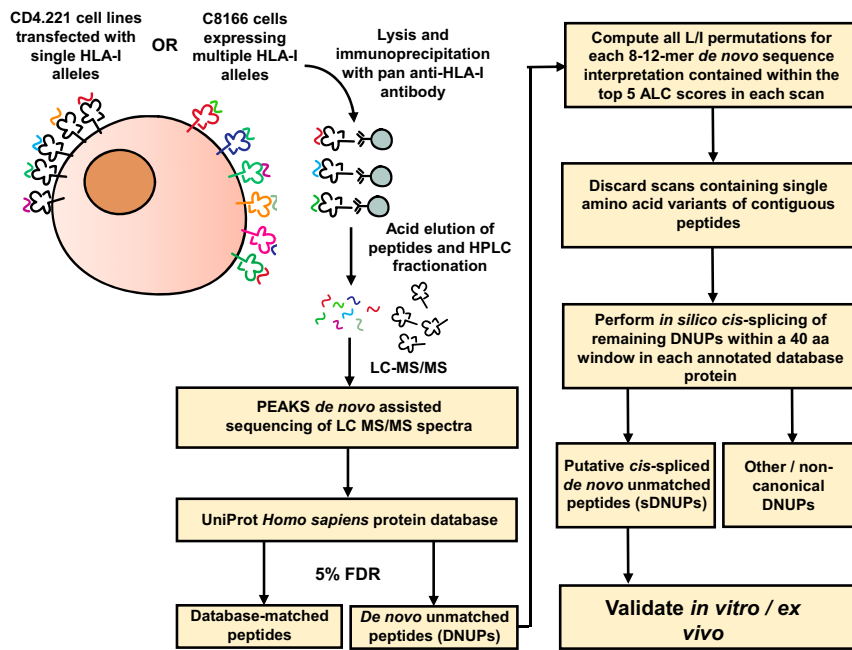 CD4.221 cell lines
transfected with
single HLA-I
alleles
OR
C8166 cells
expressing
multiple HLA-I
alleles
Lysis and
immunoprecipitation
with pan anti-HLA-I
antibody
Acid elution of
peptides and HPLC
fractionation
LC-MS/MS
PEAKS de novo assisted
sequencing of LC MS/MS spectra
UniProt Homo sapiens protein database
5% FDR
Database-matched
peptides
De novo unmatched
peptides (DNUPs)
Compute all L/I permutations for
each 8-12-mer de novo sequence
interpretation contained within the
top 5 ALC scores in each scan
Discard scans containing single
amino acid variants of contiguous
peptides
Perform in silico cis-splicing of
remaining DNUPs within a 40 aa
window in each annotated database
protein
Putative cis-spliced
de novo unmatched
peptides (sDNUPs)
Other / non-
canonical
DNUPs
Validate in vitro / ex
vivo